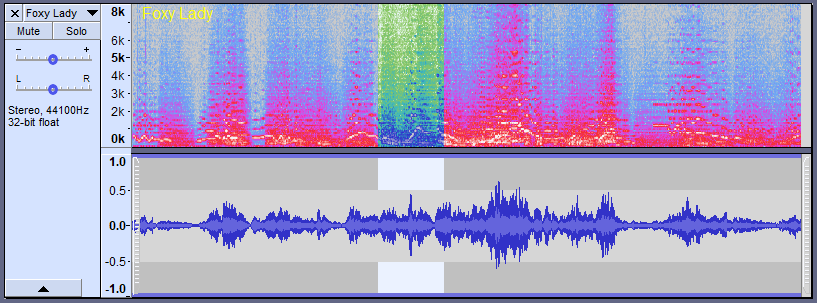 × Foxy Lady ▼
Mute Solo
- +
L R
Stereo, 44100Hz
32-bit float
Foxy Lady
8k
6k
5k
4k
3k
2k
0k
1.0
0.5
0.0
-0.5
-1.0